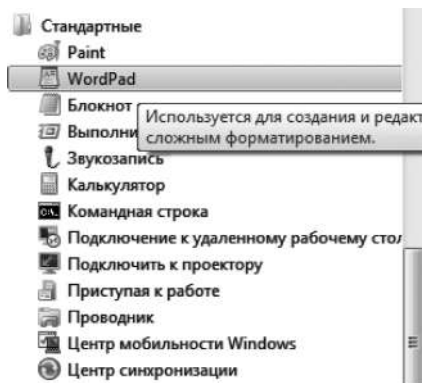 Стандартные
Paint
WordPad
Блокнот
Используется для создания и редакт
сложным форматированием.
Выполни
Звукозапись
Калькулятор
Командная строка
Подключение к удаленному рабочему стол
Подключить к проектору
Приступая к работе
Проводник
Центр мобильности Windows
Центр синхронизации